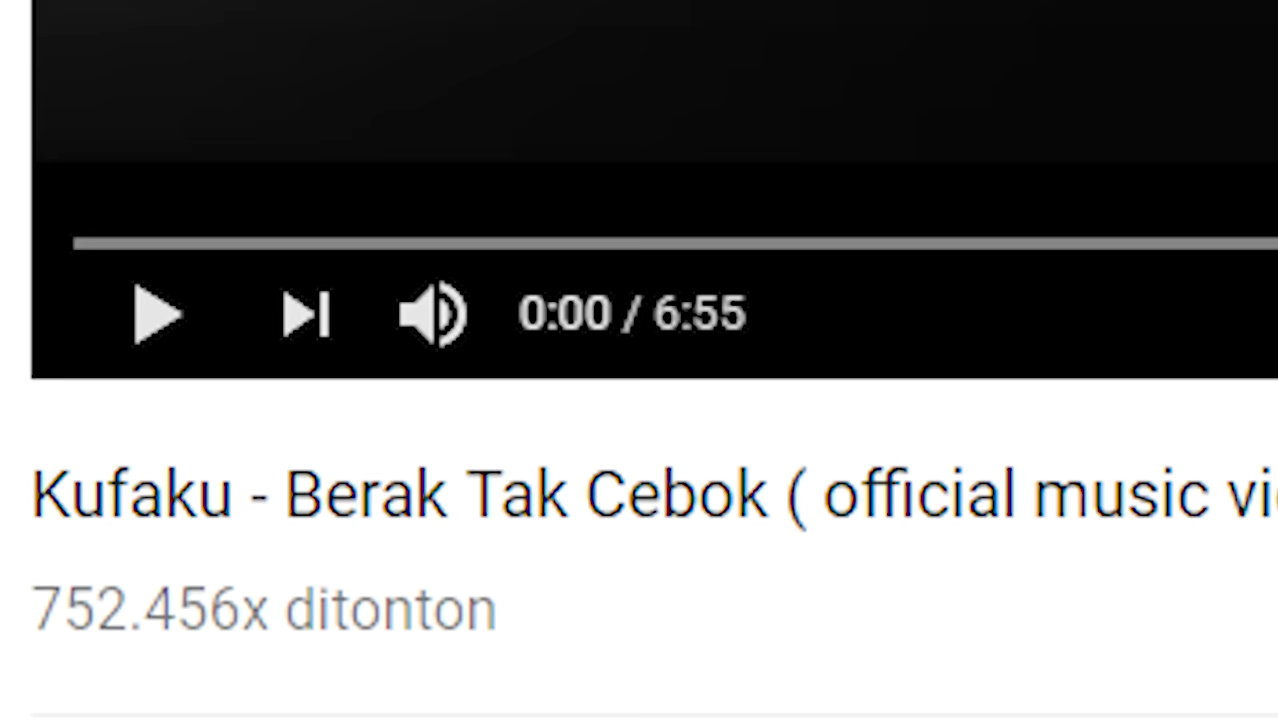 0:00 / 6:55
Kufaku - Berak Tak Cebok ( official music
752.456x ditonton